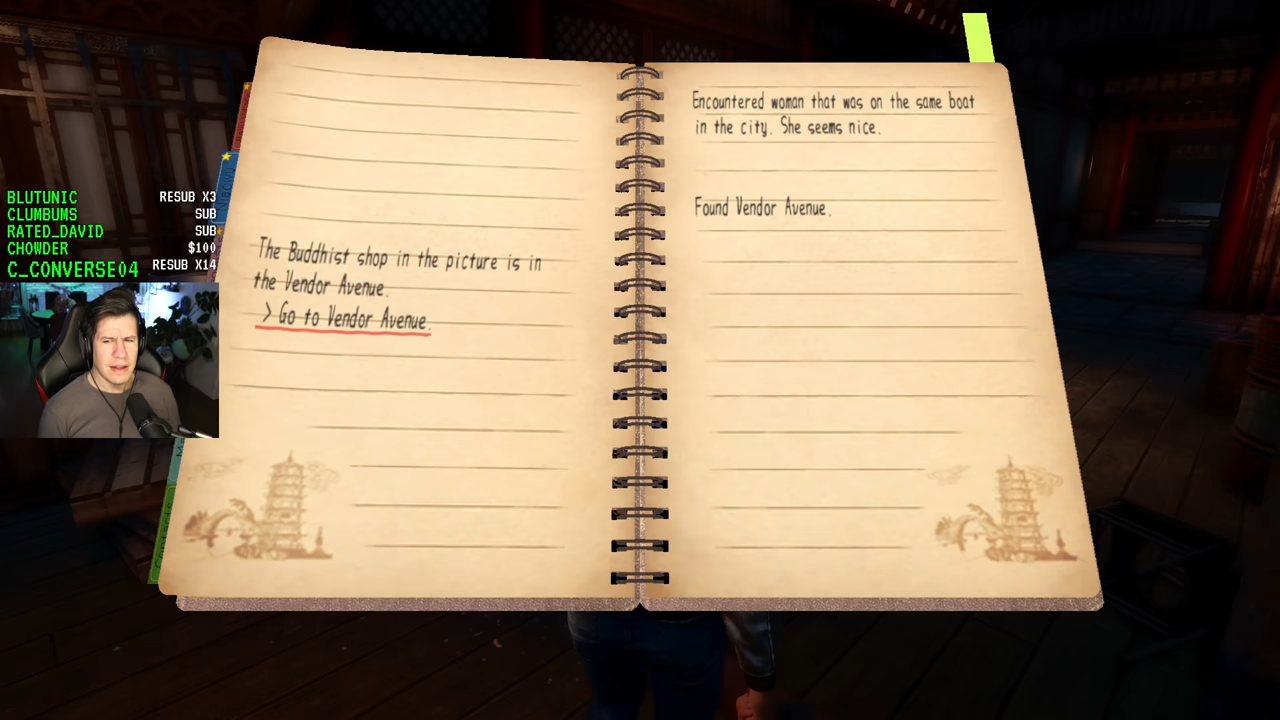 BLUTUNIC RESUB X3
CLUMBUMS SUB
RATED_DAVID SUB
CHOWDER $100
C_CONVERSE04 RESUB X14
The Buddhist shop in the picture is in
the Vendor Avenue.
> Go to Vendor Avenue.
Encountered woman that was on the same boat
in the city. She seems nice.
Found Vendor Avenue.